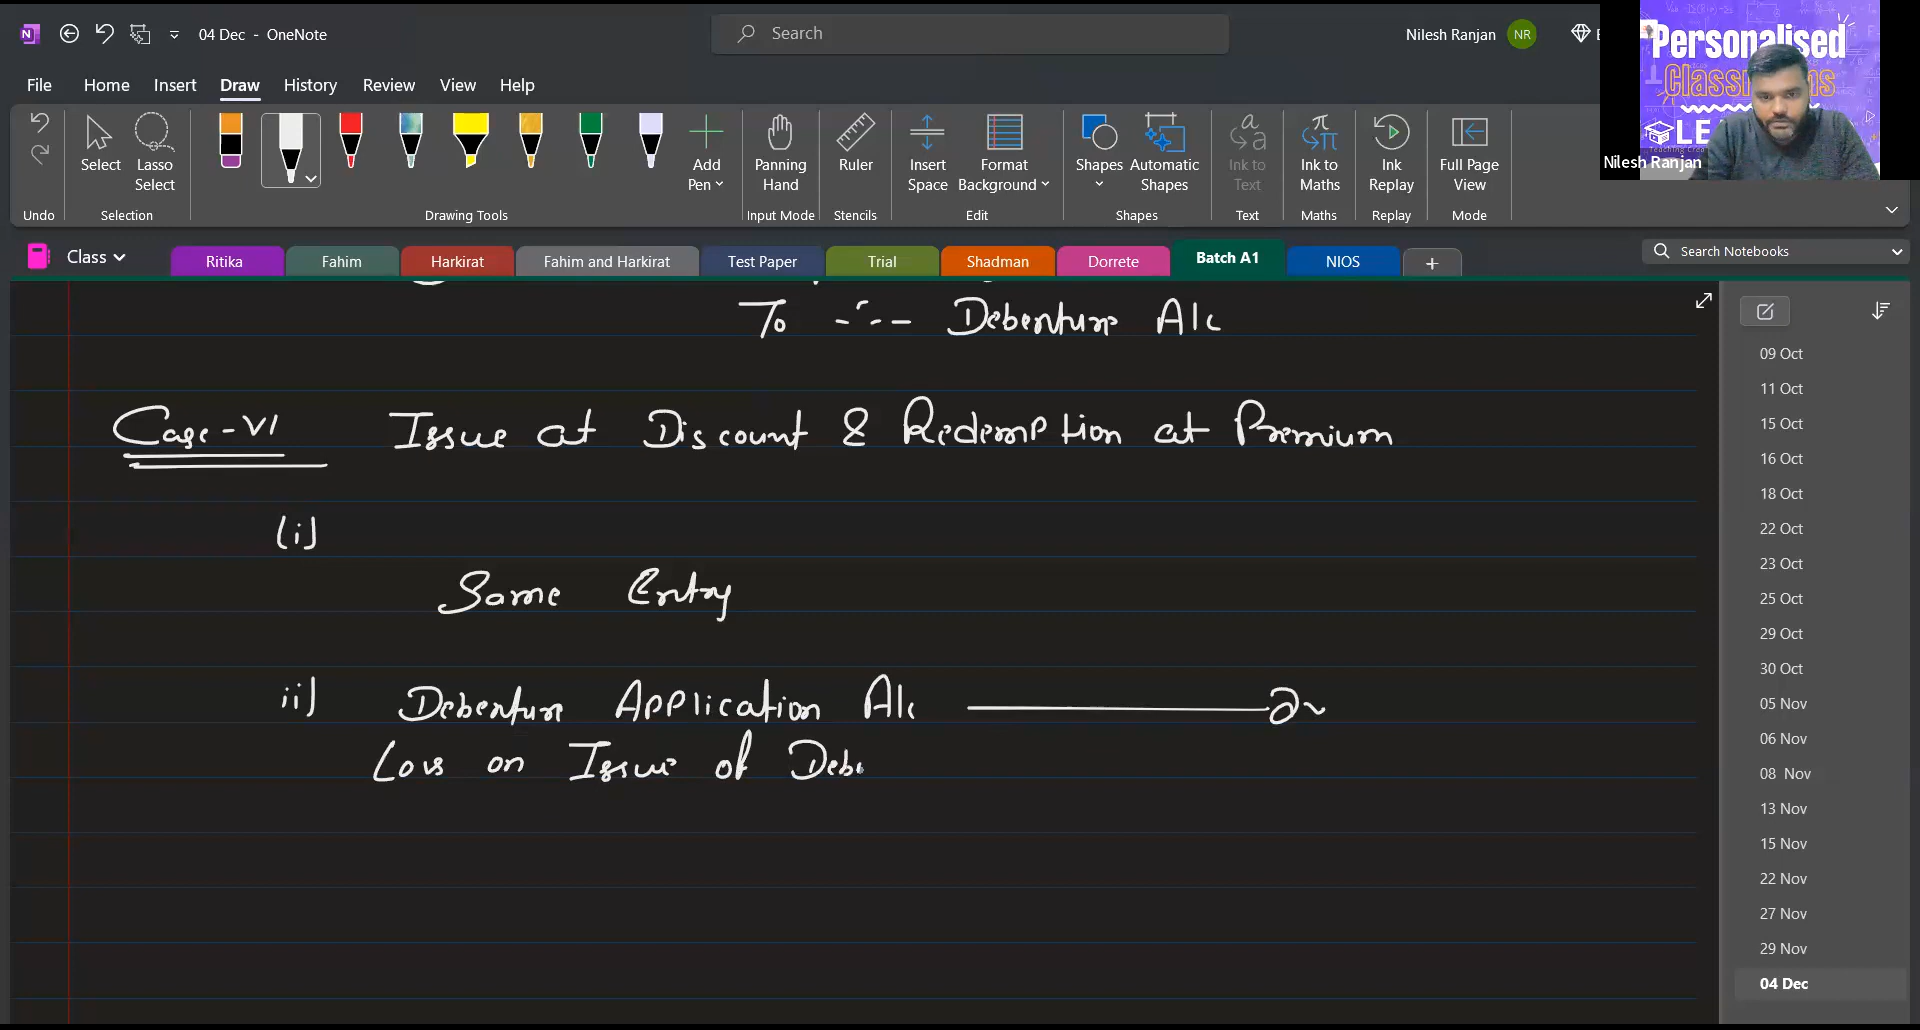 04 Dec - OneNote
Search
Nilesh Ranjan NR
Personalised
Classrooms
LE
Nilesh Ranjan
File Home Insert Draw History Review View Help
Select Lasso Select Add Pen Panning Hand Ruler Insert Space Format Background Shapes Automatic Shapes Ink to Text Ink to Maths Ink Replay Full Page View
Undo Selection Drawing Tools Input Mode Stencils Edit Shapes Text Maths Replay Mode
Class Ritika Fahim Harkirat Fahim and Harkirat Test Paper Trial Shadman Dorrete Batch A1 NIOS + Search Notebooks
To ----- Debenture A/c
Case-VI Issue at Discount & Redemption at Premium
(i)
Same Entry
ii) Debenture Application A/c Dr
Loss on Issue of Debe
09 Oct
11 Oct
15 Oct
16 Oct
18 Oct
22 Oct
23 Oct
25 Oct
29 Oct
30 Oct
05 Nov
06 Nov
08 Nov
13 Nov
15 Nov
22 Nov
27 Nov
29 Nov
04 Dec